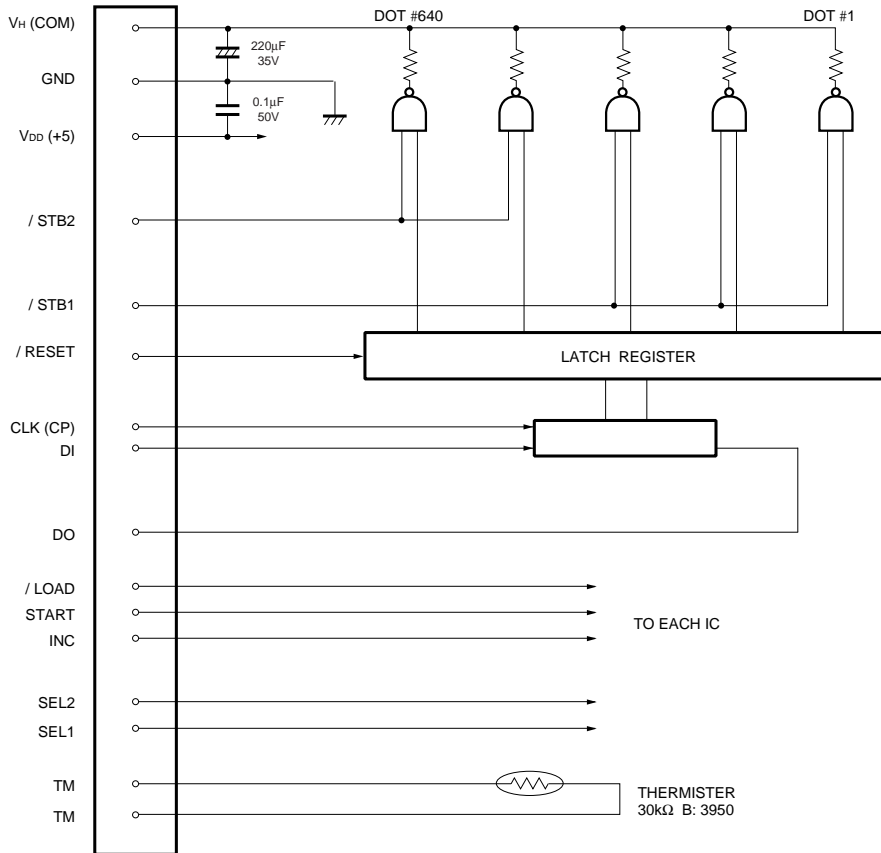 DOT #640
DOT #1
VH (COM)
220µF
35V
GND
0.1µF
50V
VDD (+5)
/ STB2
/ STB1
/ RESET
LATCH REGISTER
CLK (CP)
DI
DO
/ LOAD
START
TO EACH IC
INC
SEL2
SEL1
TM
THERMISTER
30kΩ B: 3950
TM